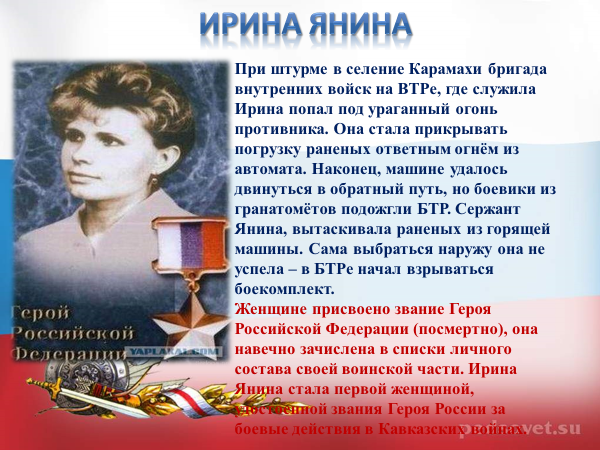 ИРИНА ЯНИНА
При штурме в селение Карамахи бригада
внутренних войск на ВТРе, где служила
Ирина попал под ураганный огонь
противника. Она стала прикрывать
погрузку раненых ответным огнём из
автомата. Наконец, машине удалось
двинуться в обратный путь, но боевики из
гранатомётов подожгли БТР. Сержант
Янина, вытаскивала раненых из горящей
машины. Сама выбраться наружу она не
успела – в БТРе начал взрываться
боекомплект.
Женщине присвоено звание Героя
Российской Федерации (посмертно), она
навечно зачислена в списки личного
состава своей воинской части. Ирина
Янина стала первой женщиной,
удостоенной звания Героя России за
боевые действия в Кавказских войнах.
Герой
Российской
Федерации
YAPLAKAL.COM
pedsovet.su